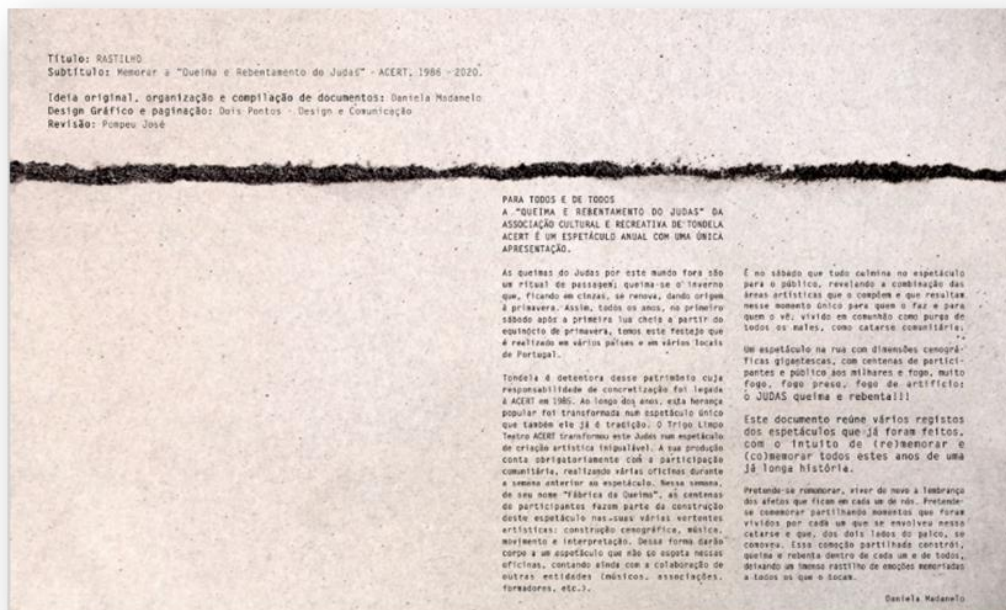 Título: RASTILHO
Subtítulo: Memorar a "Queima e Rebentamento do Judas" - ACERT, 1986 - 2020.
Ideia original, organização e compilação de documentos: Daniela Madanelo
Design Gráfico e paginação: Dois Pontos - Design e Comunicação
Revisão: Pompeu José
PARA TODOS E DE TODOS
A "QUEIMA E REBENTAMENTO DO JUDAS" DA
ASSOCIAÇÃO CULTURAL E RECREATIVA DE TONDELA
ACERT É UM ESPETÁCULO ANUAL COM UMA ÚNICA
APRESENTAÇÃO.
As queimas do Judas por este mundo fora são
um ritual de passagem; queima-se o inverno
que, ficando em cinzas, se renova, dando origem
à primavera. Assim, todos os anos, no primeiro
sábado após a primeira lua cheia a partir do
equinócio de primavera, temos este festejo que
é realizado em vários países e em vários locais
de Portugal.
Tondela é detentora desse património cuja
responsabilidade de concretização foi legada
à ACERT em 1985. Ao longo dos anos, esta herança
popular foi transformada num espetáculo único
que também ele já é tradição. O Trigo Limpo
Teatro ACERT transformou este Judas num espetáculo
de criação artística inigualável. A sua produção
conta obrigatoriamente com a participação
comunitária, realizando várias oficinas durante
a semana anterior ao espetáculo. Nessa semana,
de seu nome "Fábrica da Queima", as centenas
de participantes fazem parte da construção
deste espetáculo nas suas várias vertentes
artísticas: construção cenográfica, música,
movimento e interpretação. Dessa forma darão
corpo a um espetáculo que não se esgota nessas
oficinas, contando ainda com a colaboração de
outras entidades (músicos, associações,
formadores, etc.).
É no sábado que tudo culmina no espetáculo
para o público, revelando a combinação das
áreas artísticas que o compõem e que resultam
nesse momento único para quem o faz e para
quem o vê; vivido em comunhão como purga de
todos os males, como catarse comunitária.
Um espetáculo na rua com dimensões cenográ-
ficas gigantescas, com centenas de partici-
pantes e público aos milhares e fogo, muito
fogo, fogo preso, fogo de artifício:
o JUDAS queima e rebenta!!!
Este documento reúne vários registos
dos espetáculos que já foram feitos,
com o intuito de (re)memorar e
(co)memorar todos estes anos de uma
já longa história.
Pretende-se rememorar, viver de novo a lembrança
dos afetos que ficam em cada um de nós. Pretende-
se comemorar partilhando momentos que foram
vividos por cada um que se envolveu nesso
catarse e que, dos dois lados do palco, se
comoveu. Essa comoção partilhada constrói,
queima e rebenta dentro de cada um e de todos,
deixando um imenso rastilho de emoções memoriadas
a todos os que o tocam.
Daniela Madanelo